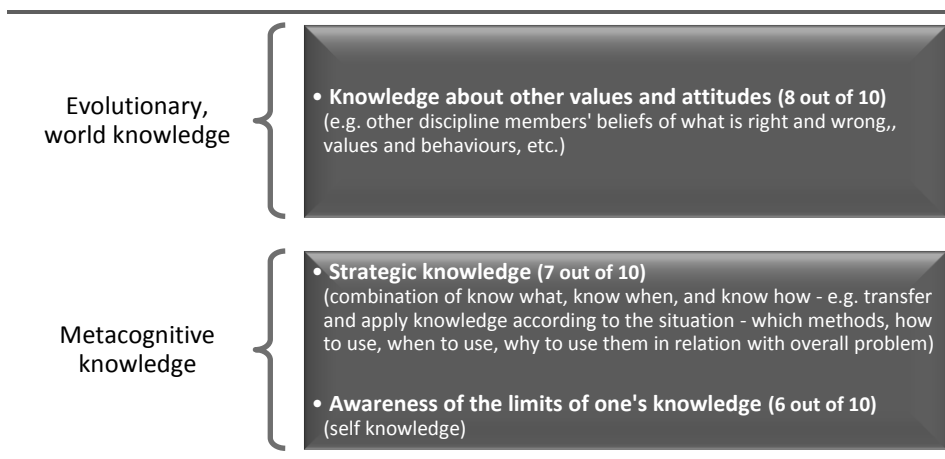 Evolutionary,
world knowledge
• Knowledge about other values and attitudes (8 out of 10)
(e.g. other discipline members' beliefs of what is right and wrong,,
values and behaviours, etc.)
Metacognitive
knowledge
• Strategic knowledge (7 out of 10)
(combination of know what, know when, and know how - e.g. transfer
and apply knowledge according to the situation - which methods, how
to use, when to use, why to use them in relation with overall problem)
• Awareness of the limits of one's knowledge (6 out of 10)
(self knowledge)